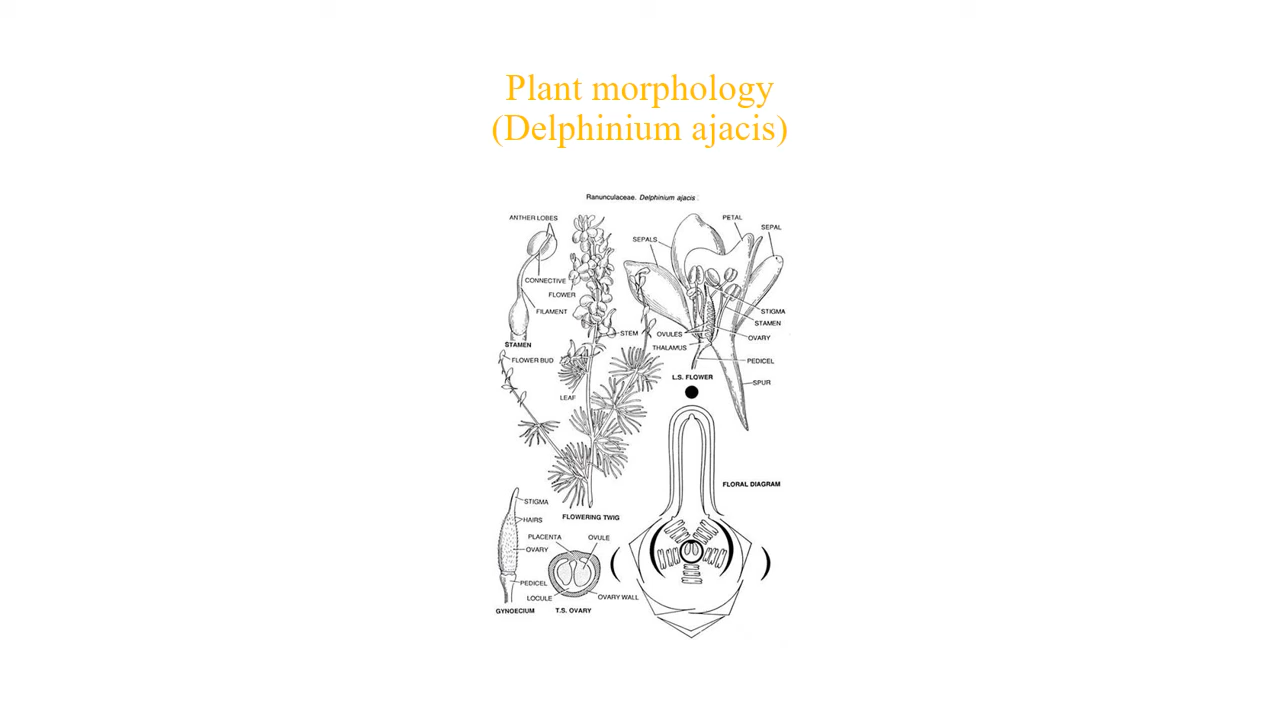 Plant morphology
(Delphinium ajacis)
Ranunculaceae. Delphinium ajacis.
ANTHER LOBES
CONNECTIVE
FLOWER
FILAMENT
STAMEN
FLOWER BUD
STEM
LEAF
FLOWERING TWIG
PETAL
SEPAL
SEPALS
STIGMA
STAMEN
OVULES
OVARY
THALAMUS
PEDICEL
L.S. FLOWER
SPUR
FLORAL DIAGRAM
STIGMA
HAIRS
OVARY
PEDICEL
GYNOECIUM
PLACENTA
OVULE
LOCULE
OVARY WALL
T.S. OVARY